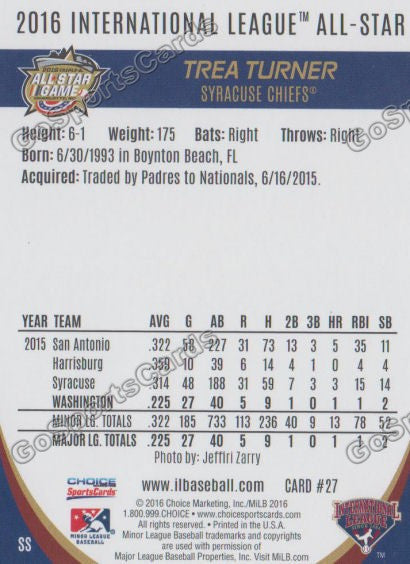 2016 INTERNATIONAL LEAGUE™ ALL-STAR
2016 TRIPLE-A
ALL STAR
GAME
TREA TURNER
SYRACUSE CHIEFS®
Height: 6-1 Weight: 175 Bats: Right Throws: Right
Born: 6/30/1993 in Boynton Beach, FL
Acquired: Traded by Padres to Nationals, 6/16/2015.
YEAR TEAM AVG G AB R H 2B 3B HR RBI SB
2015 San Antonio .322 58 227 31 73 13 3 5 35 11
Harrisburg .359 10 39 6 14 4 1 0 4 4
Syracuse .314 48 188 31 59 7 3 3 15 14
WASHINGTON .225 27 40 5 9 1 0 1 1 2
MINOR LG. TOTALS .322 185 733 113 236 40 9 13 78 52
MAJOR LG. TOTALS .225 27 40 5 9 1 0 1 1 2
Photo by: Jeffiri Zarry
www.ilbaseball.com CARD #27
CHOICE
SportsCards
MINOR LEAGUE
BASEBALL
© 2016 Choice Marketing, Inc./MiLB 2016
1.800.999.CHOICE • www.choicesportscards.com
All rights reserved. • Printed in the U.S.A.
Minor League Baseball trademarks and copyrights
are used with permission of
Major League Baseball Properties, Inc. Visit MiLB.com
INTERNATIONAL
LEAGUE
SS
™
GoSportsCards
GoSportsCards
GoSportsCards
GoSportsCards